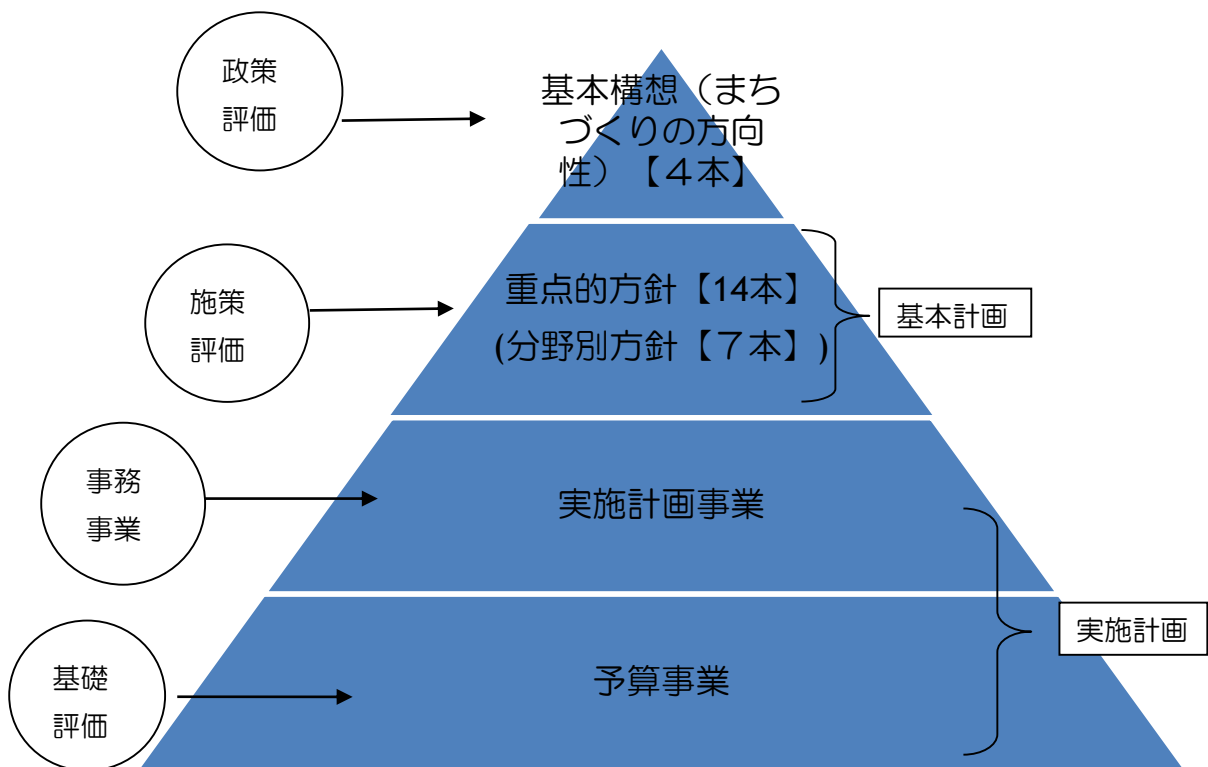 政策
評価
基本構想（まち
づくりの方向
性）【４本】
施策
評価
重点的方針【14本】
(分野別方針【７本】)
基本計画
事務
事業
実施計画事業
実施計画
基礎
評価
予算事業